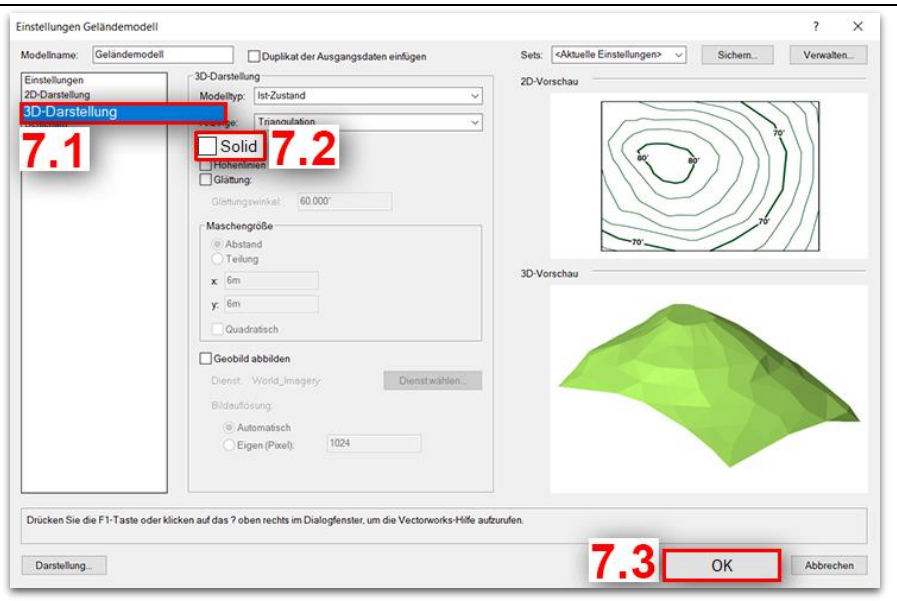 Einstellungen Geländemodell
? ×
Modellname: Geländemodell
Duplikat der Ausgangsdaten einfügen
Sets: <Aktuelle Einstellungen> Sichern... Verwalten...
Einstellungen
2D-Darstellung
3D-Darstellung
7.1
3D-Darstellung
Modelltyp: Ist-Zustand
Triangulation
Solid
7.2
Höhenlinien
Glättung:
Glättungswinkel: 60.000°
Maschengröße
Abstand
Teilung
x: 6m
y: 6m
Quadratisch
Geobild abbilden
Dienst: World_Imagery
Dienst wählen...
Bildauflösung:
Automatisch
Eigen (Pixel): 1024
2D-Vorschau
70'
80'
80'
70'
70'
70'
3D-Vorschau
Drücken Sie die F1-Taste oder klicken auf das ? oben rechts im Dialogfenster, um die Vectorworks-Hilfe aufzurufen.
Darstellung...
7.3
OK
Abbrechen